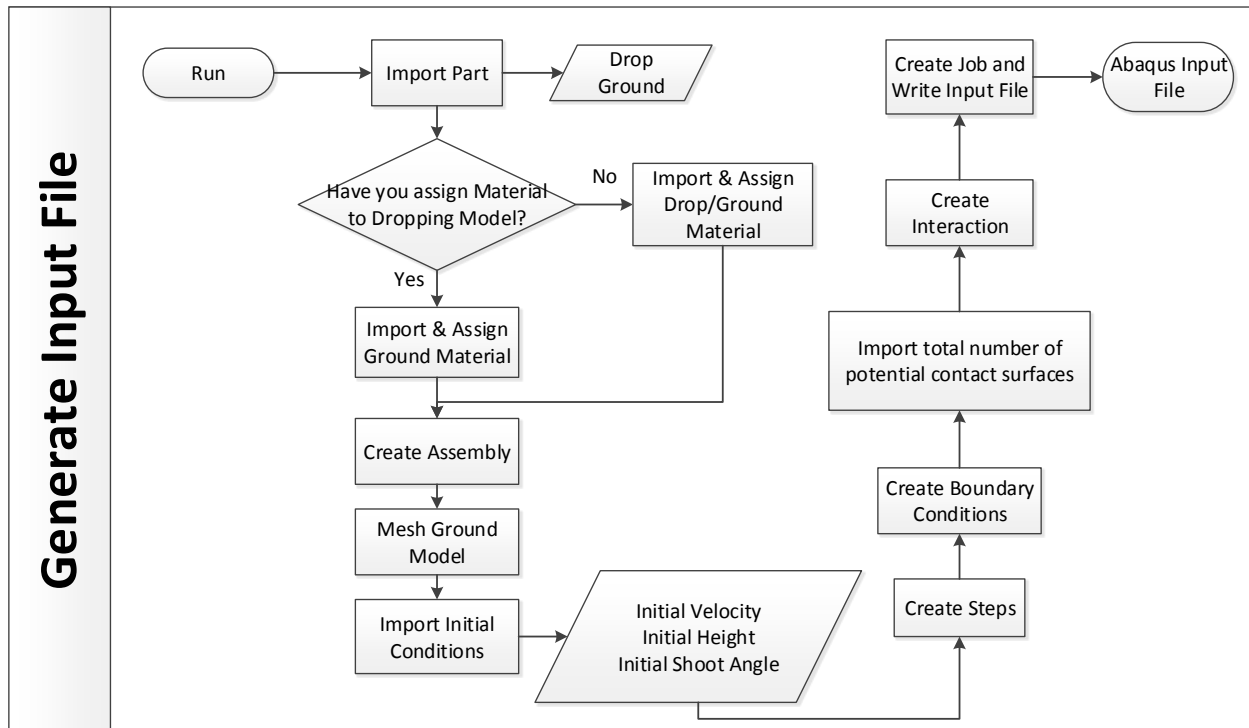 Generate Input File
Run
Import Part
Drop
Ground
Have you assign Material
to Dropping Model?
No
Import & Assign
Drop/Ground
Material
Yes
Import & Assign
Ground Material
Create Assembly
Mesh Ground
Model
Import Initial
Conditions
Initial Velocity
Initial Height
Initial Shoot Angle
Create Steps
Create Boundary
Conditions
Import total number of
potential contact surfaces
Create
Interaction
Create Job and
Write Input File
Abaqus Input
File